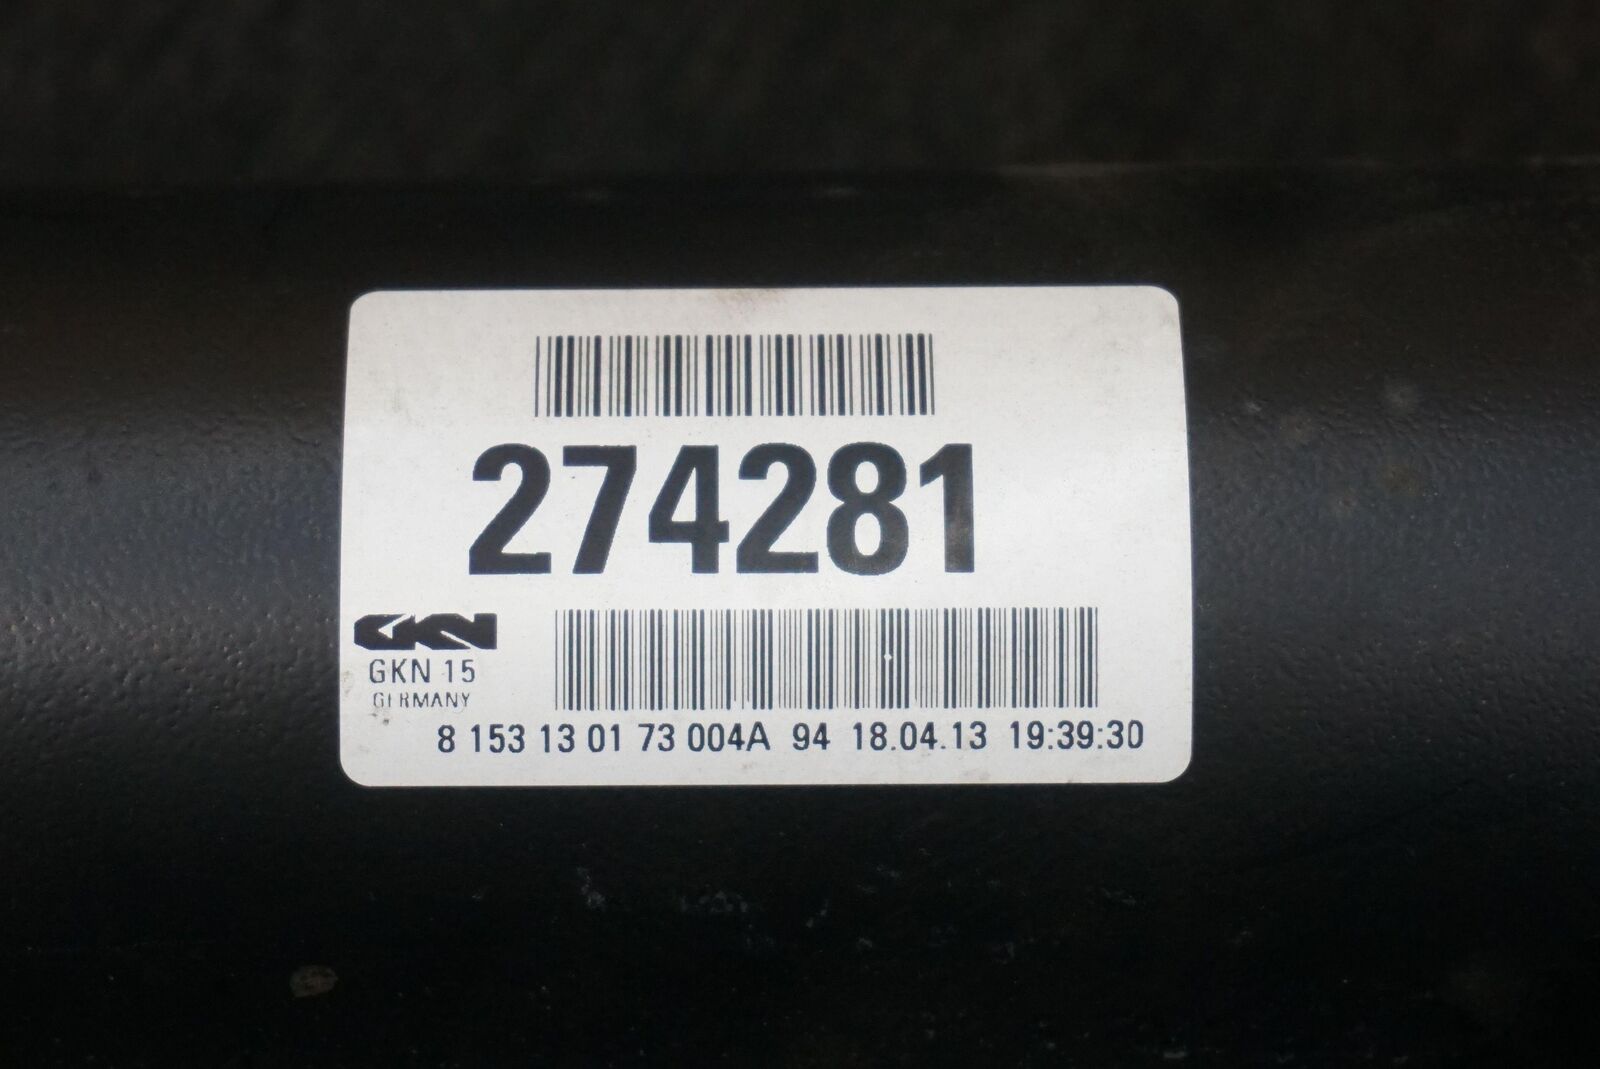 274281
GKN
GKN 15
GERMANY
8 153 13 01 73 004A 94 18.04.13 19:39:30